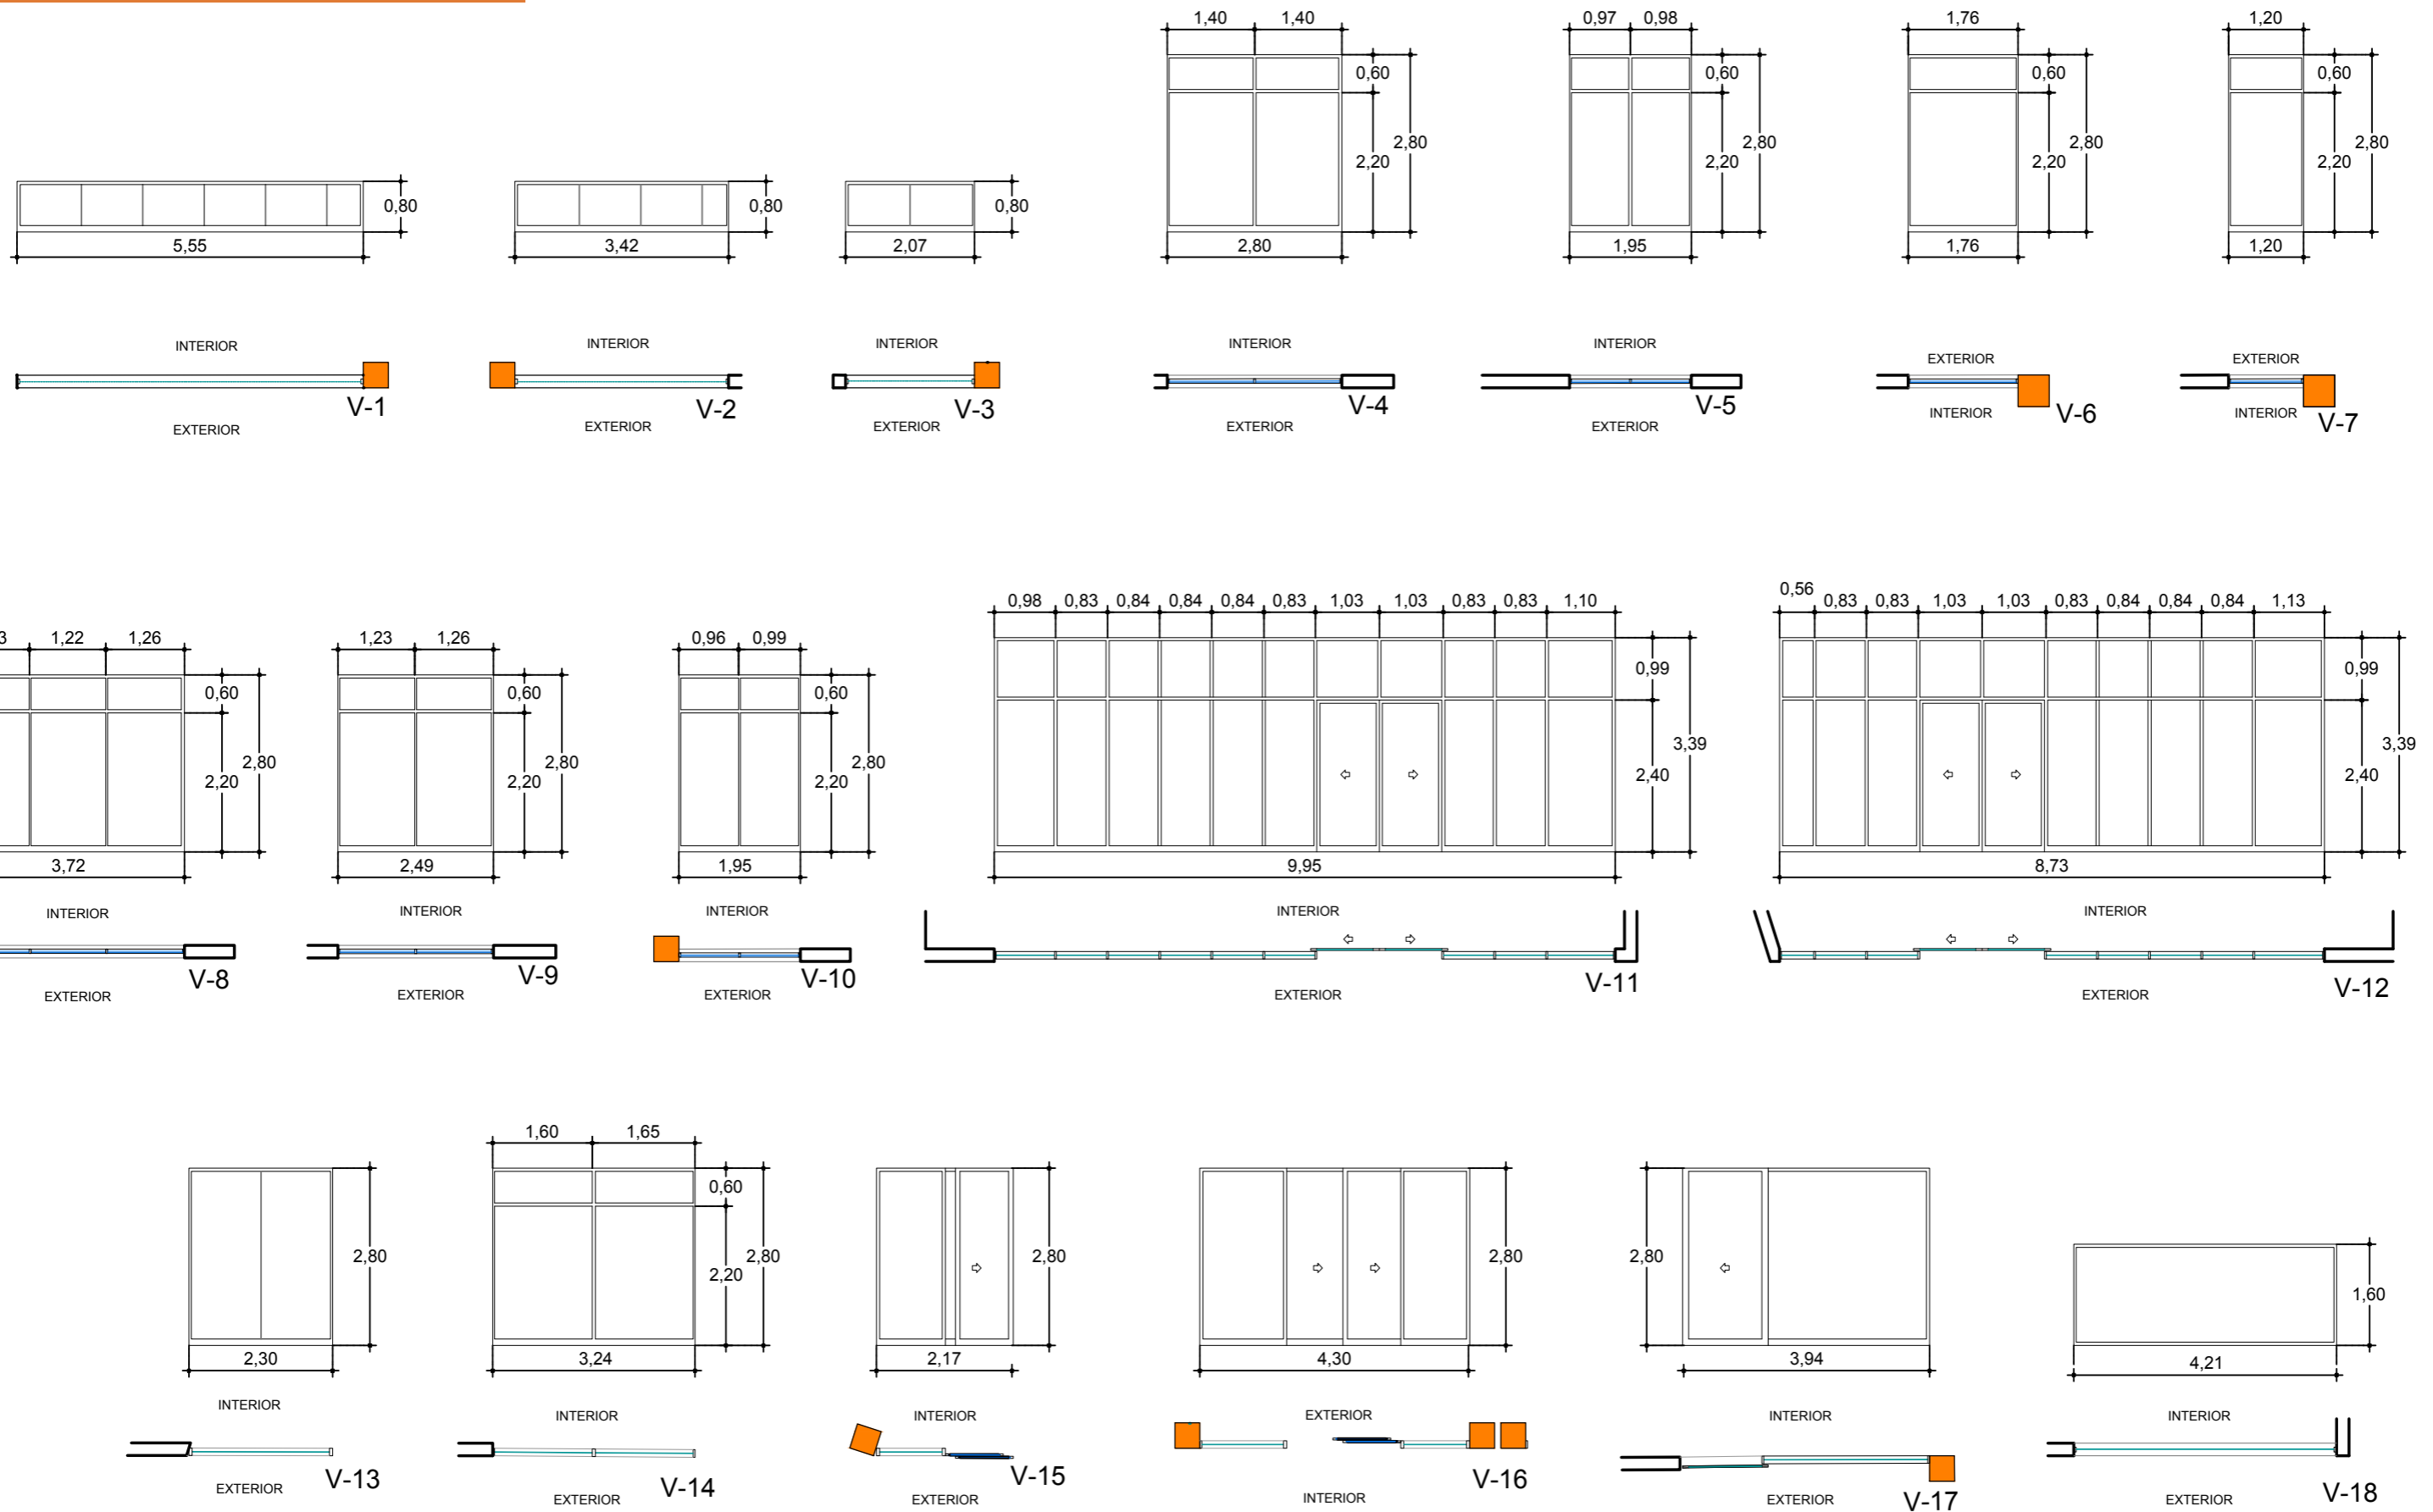 1,40 1,40 0,97 0,98 1,76 1,20
0,60 0,60 0,60 0,60
2,80 2,80 2,80 2,80
2,20 2,20 2,20 2,20
0,80 0,80 0,80
5,55 3,42 2,07 2,80 1,95 1,76 1,20
INTERIOR INTERIOR INTERIOR INTERIOR INTERIOR EXTERIOR EXTERIOR
V-1 V-2 V-3 V-4 V-5 V-6 V-7
EXTERIOR EXTERIOR EXTERIOR EXTERIOR EXTERIOR INTERIOR INTERIOR
0,98 0,83 0,84 0,84 0,84 0,83 1,03 1,03 0,83 0,83 1,10 0,56 0,83 0,83 1,03 1,03 0,83 0,84 0,84 0,84 1,13
3 1,22 1,26 1,23 1,26 0,96 0,99
0,60 0,60 0,60 0,99 0,99
2,80 2,80 2,80 3,39 3,39
2,20 2,20 2,20 2,40 2,40
3,72 2,49 1,95 9,95 8,73
INTERIOR INTERIOR INTERIOR INTERIOR INTERIOR
V-8 V-9 V-10 V-11 V-12
EXTERIOR EXTERIOR EXTERIOR EXTERIOR EXTERIOR
1,60 1,65
0,60
2,80 2,80 2,80 2,80 2,80
2,20 1,60
2,30 3,24 2,17 4,30 3,94 4,21
INTERIOR INTERIOR INTERIOR EXTERIOR INTERIOR INTERIOR
V-13 V-14 V-15 V-16 V-17 V-18
EXTERIOR EXTERIOR EXTERIOR INTERIOR EXTERIOR EXTERIOR